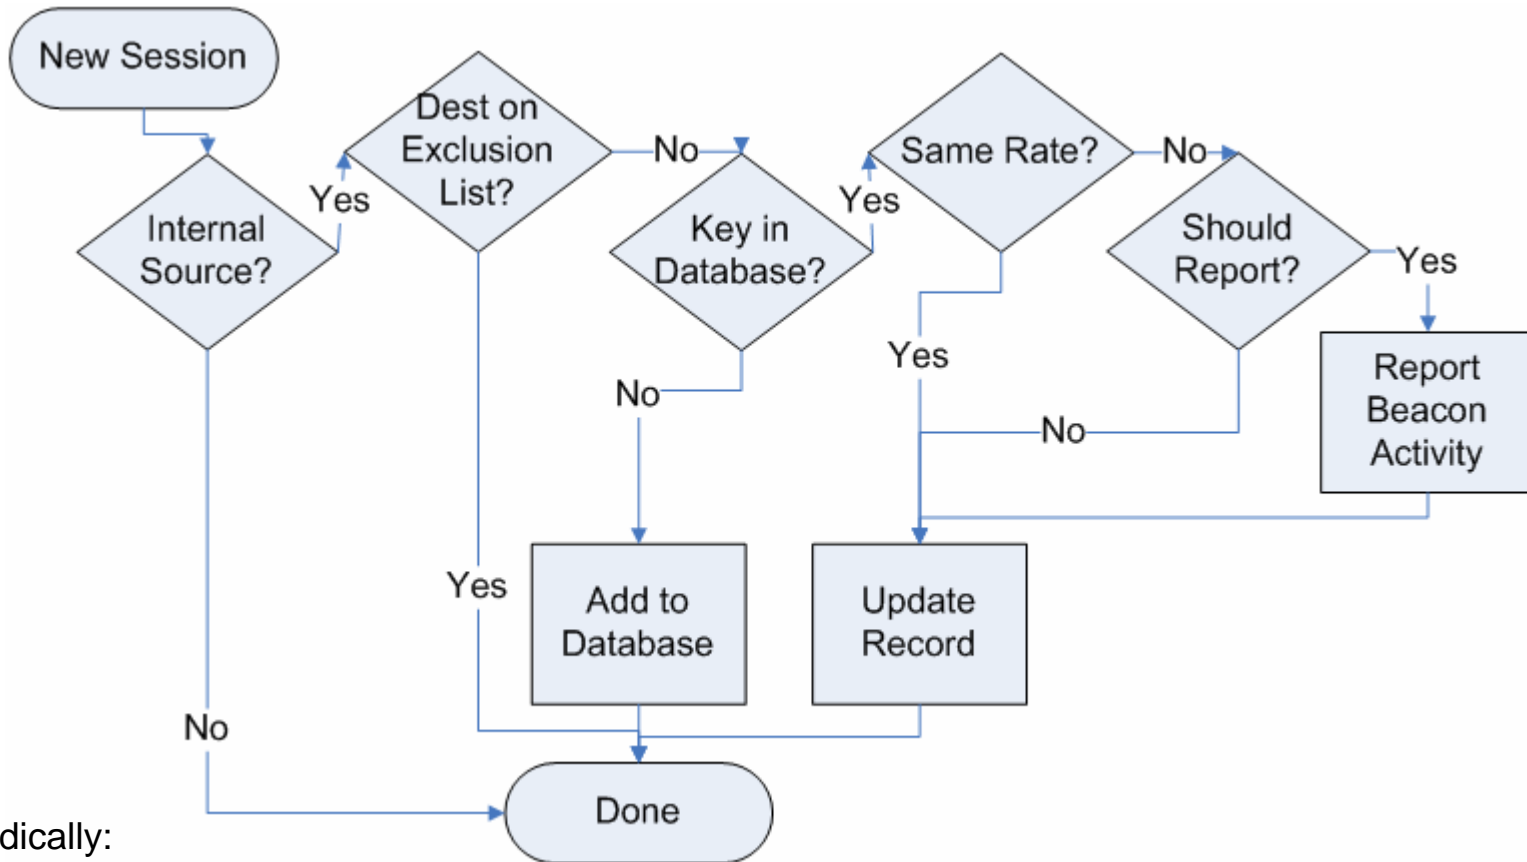 New Session
Dest on
Exclusion
List?
No
Same Rate?
No
Yes
Yes
Internal
Source?
Key in
Database?
Should
Report?
Yes
Yes
Report
Beacon
Activity
No
No
Yes
Add to
Database
Update
Record
No
Done
dically: